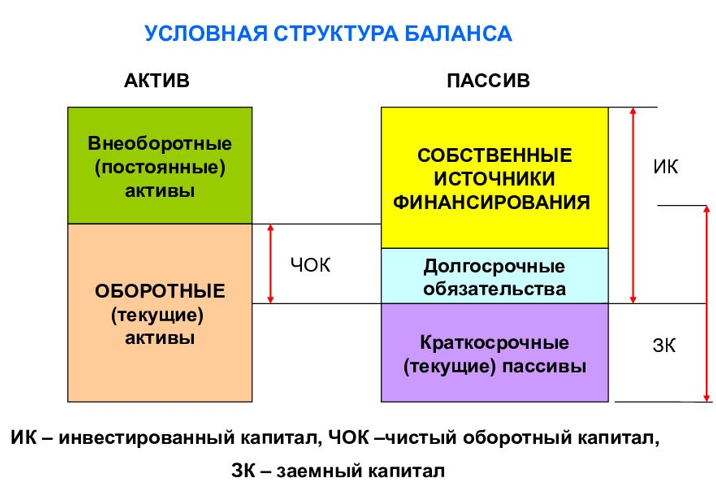 УСЛОВНАЯ СТРУКТУРА БАЛАНСА
АКТИВ
ПАССИВ
Внеоборотные
(постоянные)
активы
ОБОРОТНЫЕ
(текущие)
активы
ЧОК
СОБСТВЕННЫЕ
ИСТОЧНИКИ
ФИНАНСИРОВАНИЯ
Долгосрочные
обязательства
Краткосрочные
(текущие) пассивы
ИК
ЗК
ИК – инвестированный капитал, ЧОК –чистый оборотный капитал,
ЗК – заемный капитал